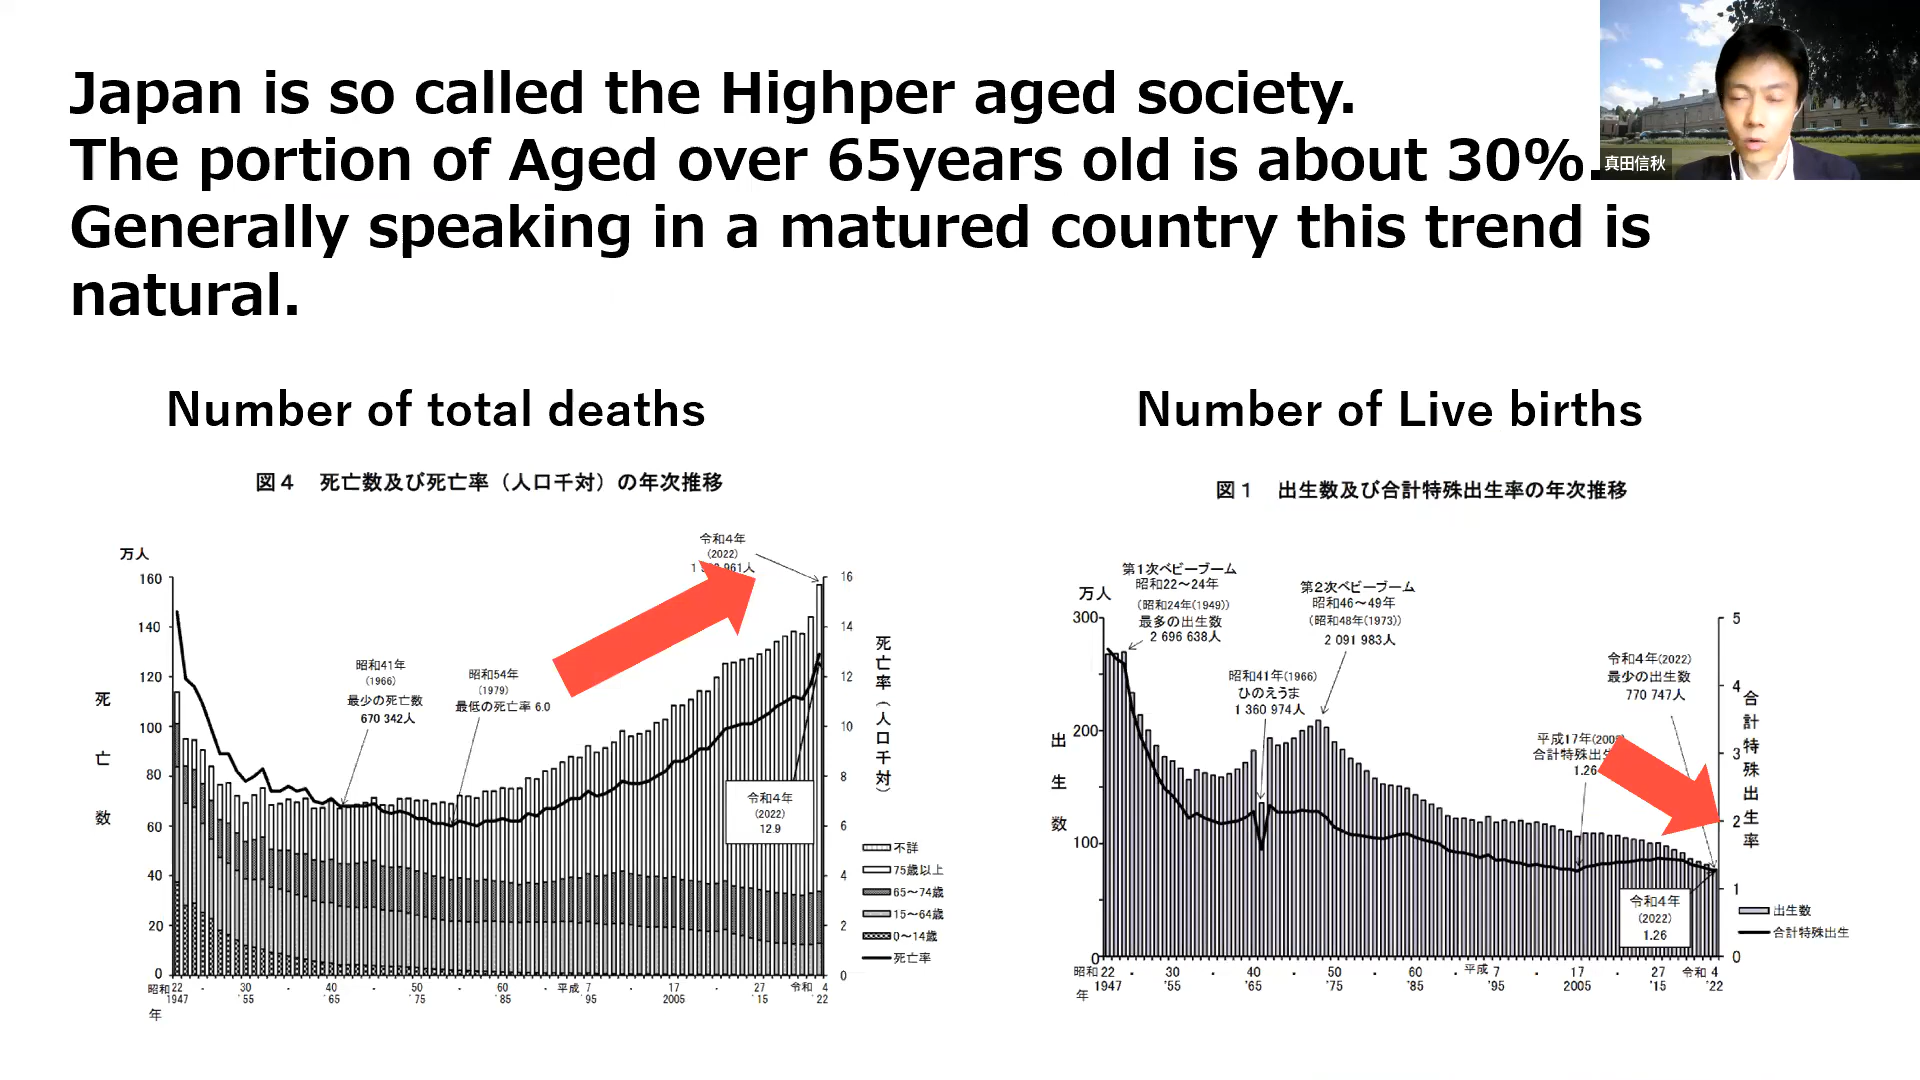 Japan is so called the Highper aged society.
The portion of Aged over 65years old is about 30%.
Generally speaking in a matured country this trend is
natural.
真田信秋
Number of total deaths
図4 死亡数及び死亡率（人口千対）の年次推移
万人
160
140
120
100
80
60
40
20
0
死亡数
昭和41年
(1966)
最少の死亡数
670 342人
昭和54年
(1979)
最低の死亡率 6.0
令和4年
(2022)
961人
令和4年
(2022)
12.9
16
14
12
10
8
6
4
2
0
死亡率（人口千対）
不詳
75歳以上
65～74歳
15～64歳
0～14歳
死亡率
昭和22 ・ 30 ・ 40 ・ 50 ・ 60 ・ 平成 7 ・ 17 ・ 27 令和 4
1947 '55 '65 '75 '85 '95 2005 '15 '22
年
Number of Live births
図1 出生数及び合計特殊出生率の年次推移
万人
300
200
100
0
出生数
第1次ベビーブーム
昭和22～24年
(昭和24年(1949))
最多の出生数
2 696 638人
昭和41年(1966)
ひのえうま
1 360 974人
第2次ベビーブーム
昭和46～49年
(昭和48年(1973))
2 091 983人
平成17年
合計特殊出
1.26
令和4年(2022)
最少の出生数
770 747人
令和4年
(2022)
1.26
5
4
3
2
1
0
合計特殊出生率
出生数
合計特殊出生
昭和22 ・ 30 ・ 40 ・ 50 ・ 60 ・ 平成 7 ・ 17 ・ 27 令和 4
1947 '55 '65 '75 '85 '95 2005 '15 '22
年